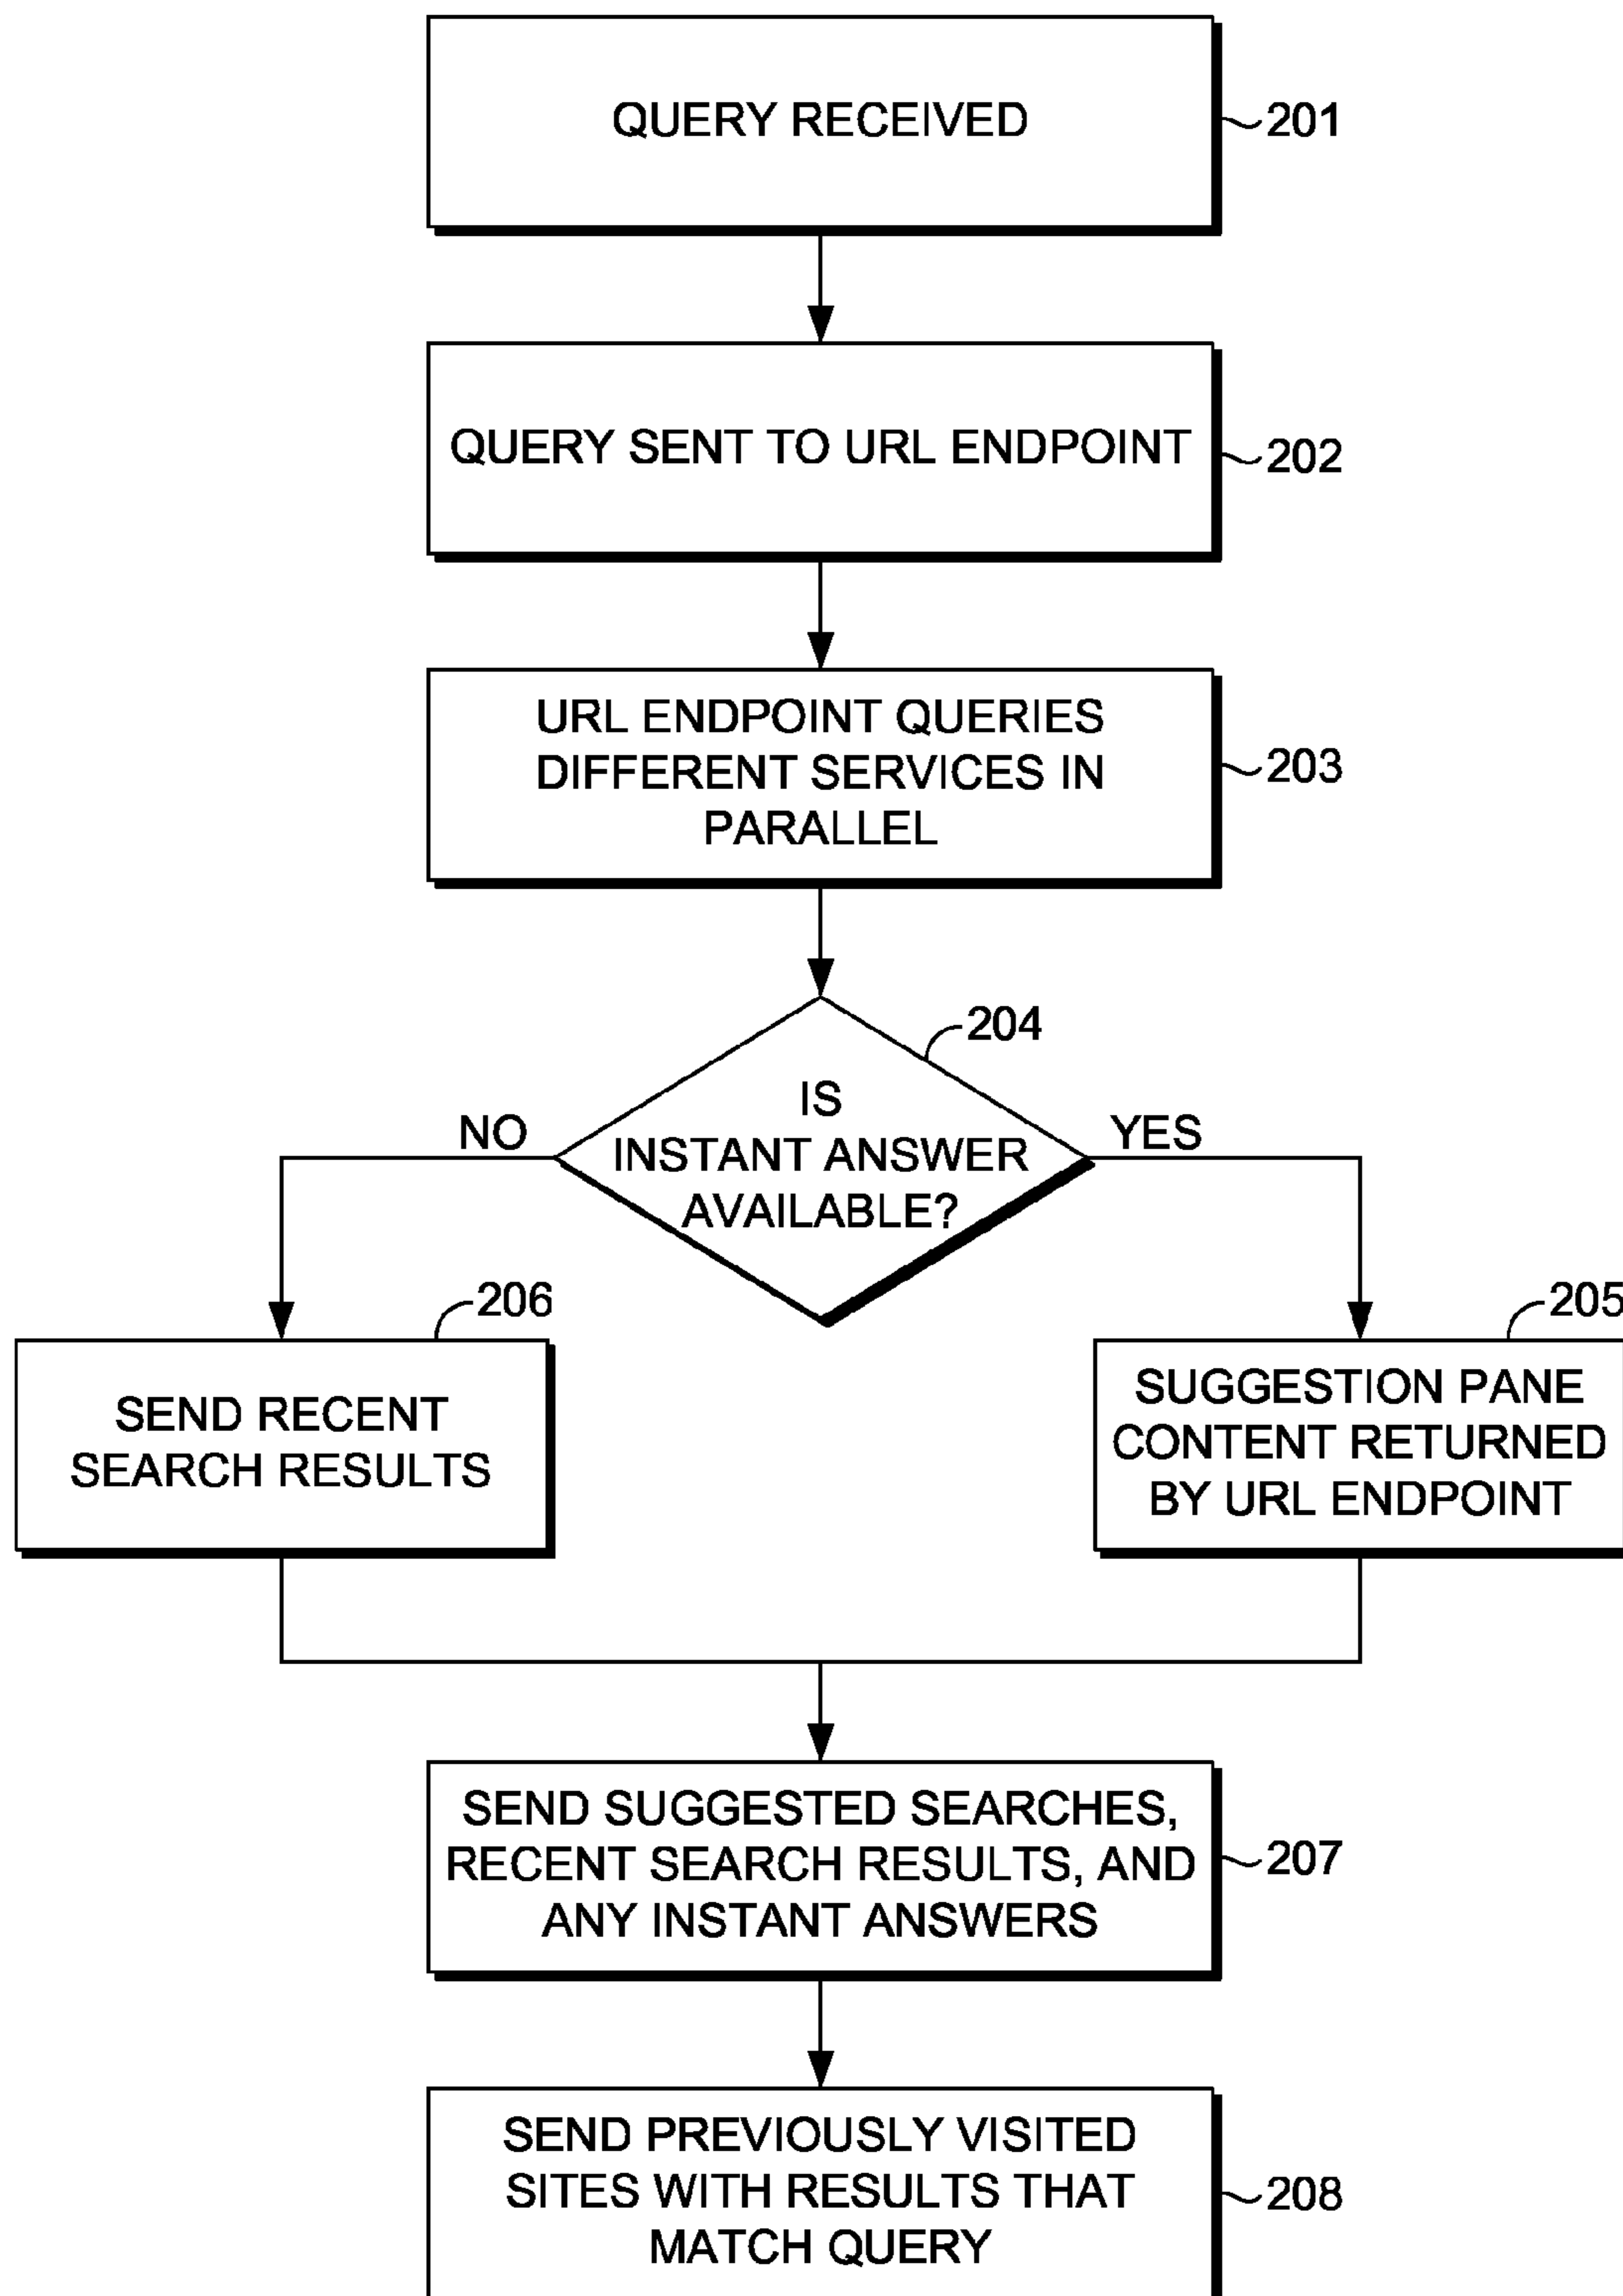 QUERY RECEIVED
201
QUERY SENT TO URL ENDPOINT
202
URL ENDPOINT QUERIES
DIFFERENT SERVICES IN
PARALLEL
203
204
IS
INSTANT ANSWER
AVAILABLE?
NO
YES
206
SEND RECENT
SEARCH RESULTS
205
SUGGESTION PANE
CONTENT RETURNED
BY URL ENDPOINT
SEND SUGGESTED SEARCHES,
RECENT SEARCH RESULTS, AND
ANY INSTANT ANSWERS
207
SEND PREVIOUSLY VISITED
SITES WITH RESULTS THAT
MATCH QUERY
208